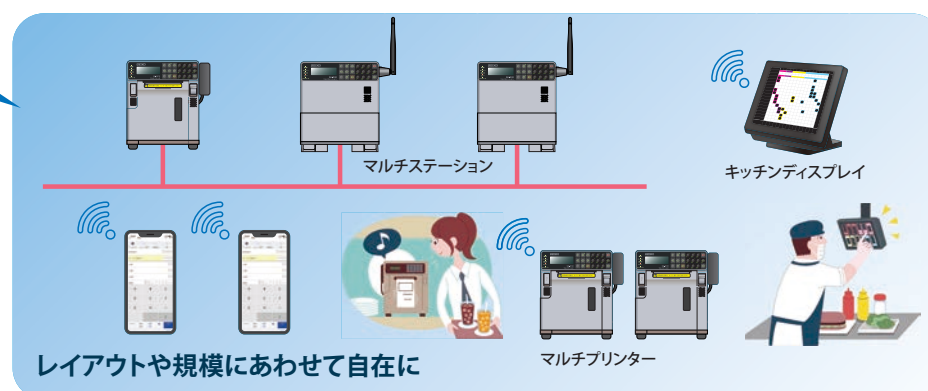 マルチステーション
キッチンディスプレイ
マルチプリンター
レイアウトや規模にあわせて自在に